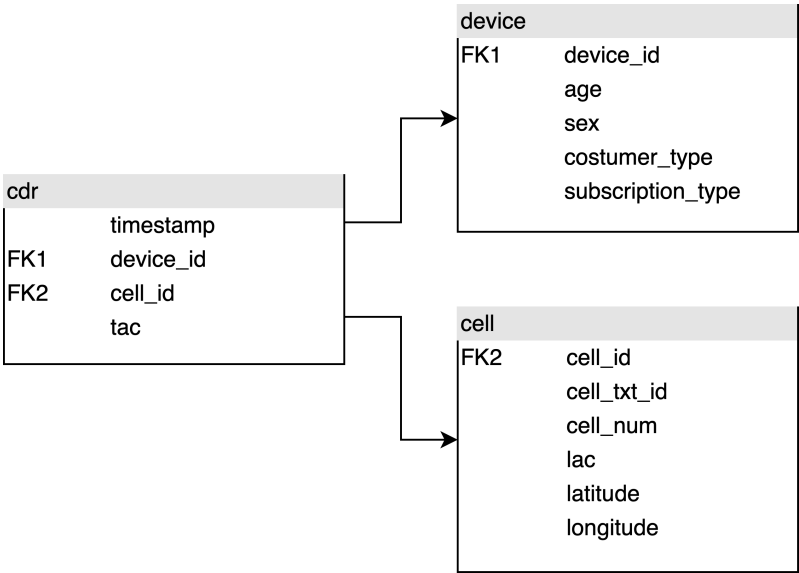 device
FK1 device_id
age
sex
costumer_type
subscription_type
cdr
timestamp
FK1 device_id
FK2 cell_id
tac
cell
FK2 cell_id
cell_txt_id
cell_num
lac
latitude
longitude